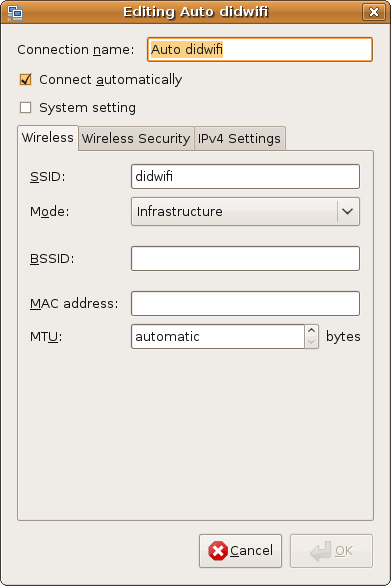 Editing Auto didwifi
Connection name: Auto didwifi
Connect automatically
System setting
Wireless Wireless Security IPv4 Settings
SSID: didwifi
Mode: Infrastructure
BSSID:
MAC address:
MTU: automatic bytes
Cancel OK